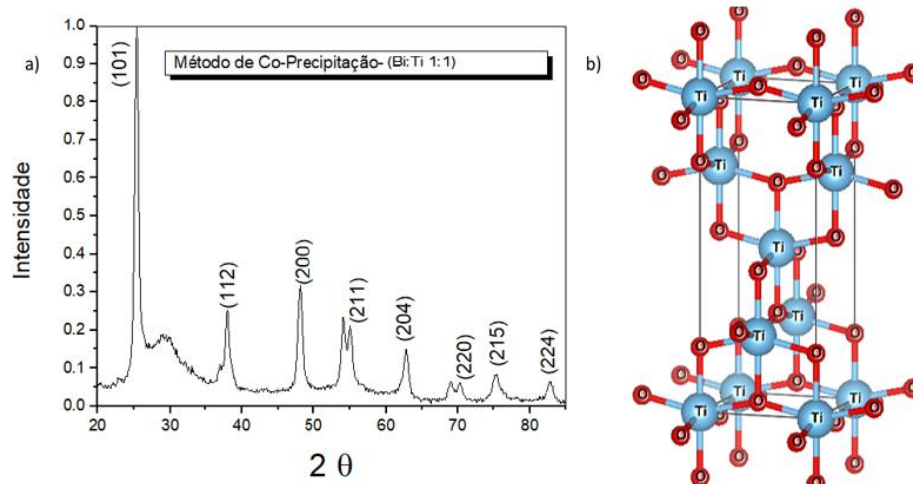 a)
Método de Co-Precipitação- (Bi:Ti 1:1)
(101)
(112)
(200)
(211)
(204)
(220)
(215)
(224)
Intensidade
1.0
0.9
0.8
0.7
0.6
0.5
0.4
0.3
0.2
0.1
0.0
20 30 40 50 60 70 80
2 θ
b)
O O O O
O Ti O Ti O
O Ti O Ti O
O O O O
O O O O
O Ti Ti O
O O
O Ti O
O O
O O Ti
O Ti O
O O O O
O Ti O Ti O
O Ti O Ti O
O O O O
O O O O